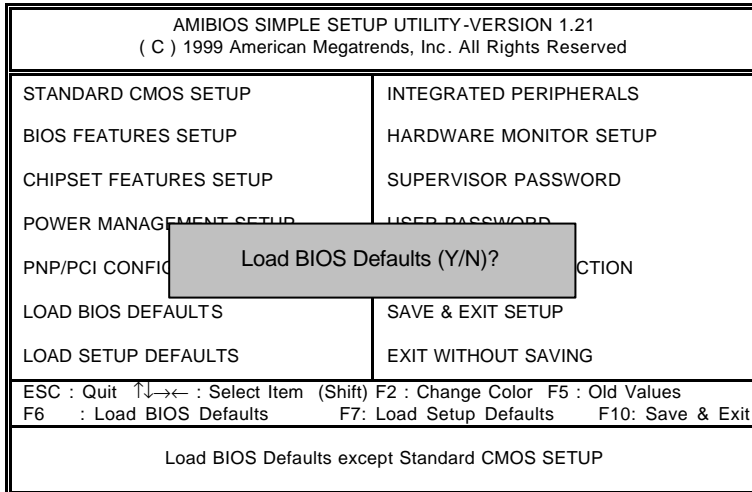 AMIBIOS SIMPLE SETUP UTILITY-VERSION 1.21
( C ) 1999 American Megatrends, Inc. All Rights Reserved
STANDARD CMOS SETUP
INTEGRATED PERIPHERALS
BIOS FEATURES SETUP
HARDWARE MONITOR SETUP
CHIPSET FEATURES SETUP
SUPERVISOR PASSWORD
POWER MANAGEMENT SETUP
USER PASSWORD
Load BIOS Defaults (Y/N)?
PNP/PCI
LOAD BIOS DEFAULTS
SAVE & EXIT SETUP
LOAD SETUP DEFAULTS
EXIT WITHOUT SAVING
ESC : Quit ↑↓→← : Select Item (Shift) F2 : Change Color F5 : Old Values
F6 : Load BIOS Defaults F7: Load Setup Defaults F10: Save & Exit
Load BIOS Defaults except Standard CMOS SETUP